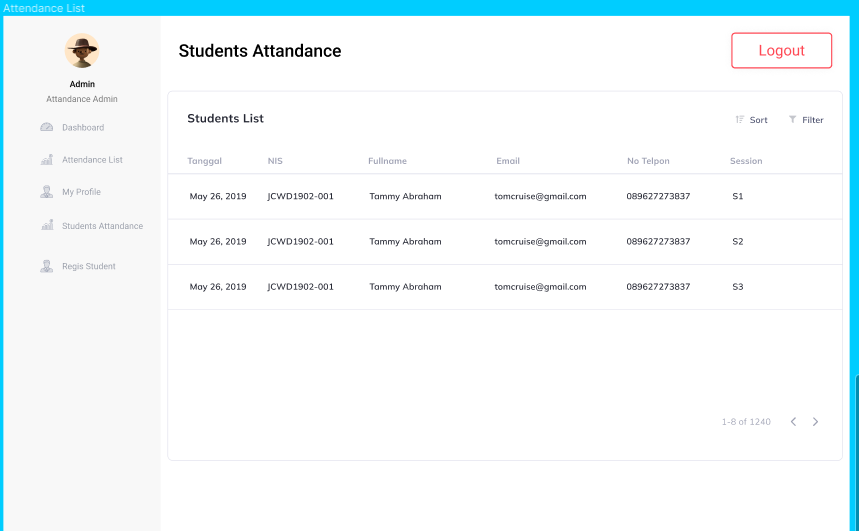 Attendance List
Admin
Attandance Admin
Dashboard
Attendance List
My Profile
Students Attandance
Regis Student
Students Attandance
Logout
Students List
Sort
Filter
Tanggal NIS Fullname Email No Telpon Session
May 26, 2019 JCWD1902-001 Tammy Abraham tomcruise@gmail.com 089627273837 S1
May 26, 2019 JCWD1902-001 Tammy Abraham tomcruise@gmail.com 089627273837 S2
May 26, 2019 JCWD1902-001 Tammy Abraham tomcruise@gmail.com 089627273837 S3
1-8 of 1240